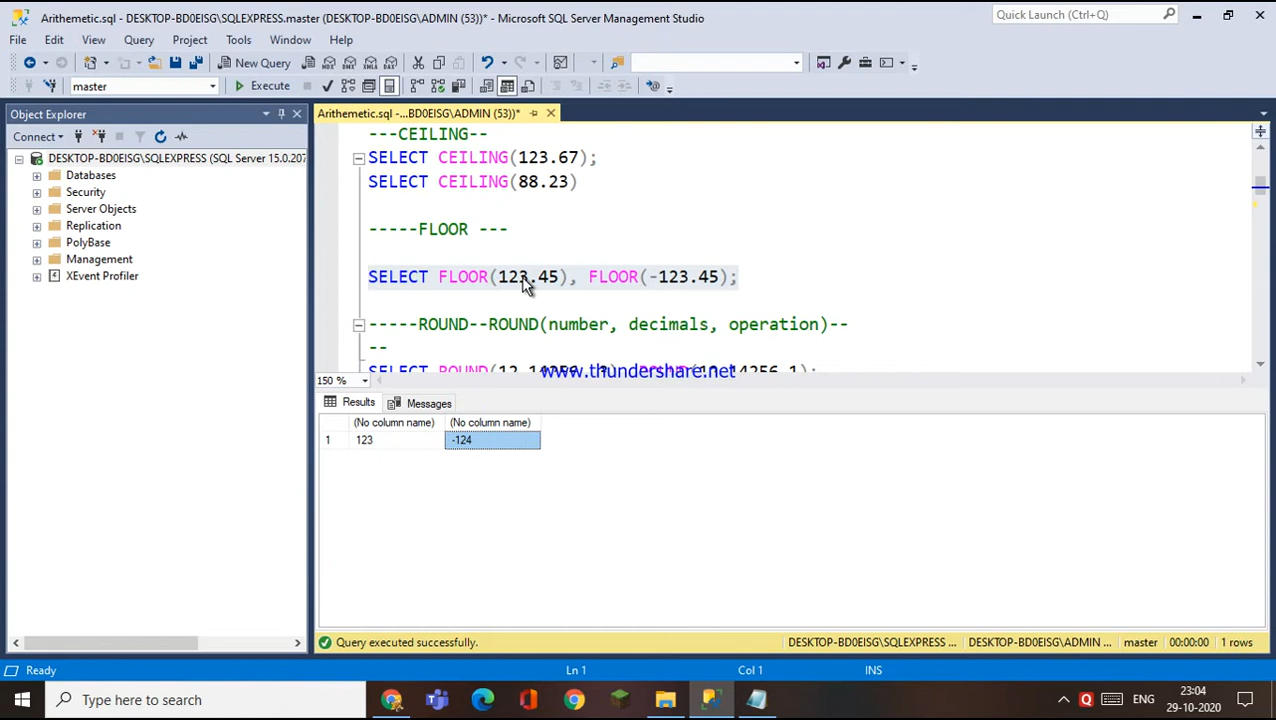 Arithemetic.sql - DESKTOP-BD0EISG\SQLEXPRESS.master (DESKTOP-BD0EISG\ADMIN (53))* - Microsoft SQL Server Management Studio
Quick Launch (Ctrl+Q)
File Edit View Query Project Tools Window Help
New Query
MDX DMX XMLA DAX
master
Execute
Object Explorer
Arithemetic.sql -...BD0EISG\ADMIN (53))*
Connect
DESKTOP-BD0EISG\SQLEXPRESS (SQL Server 15.0.207
Databases
Security
Server Objects
Replication
PolyBase
Management
XEvent Profiler
---CEILING--
SELECT CEILING(123.67);
SELECT CEILING(88.23)
-----FLOOR ---
SELECT FLOOR(123.45), FLOOR(-123.45);
-----ROUND--ROUND(number, decimals, operation)--
--
www.thundershare.net
150 %
Results Messages
(No column name) (No column name)
1 123 -124
Query executed successfully.
DESKTOP-BD0EISG\SQLEXPRESS ... DESKTOP-BD0EISG\ADMIN ... master 00:00:00 1 rows
Ready Ln 1 Col 1 INS
Type here to search
ENG
23:04
29-10-2020